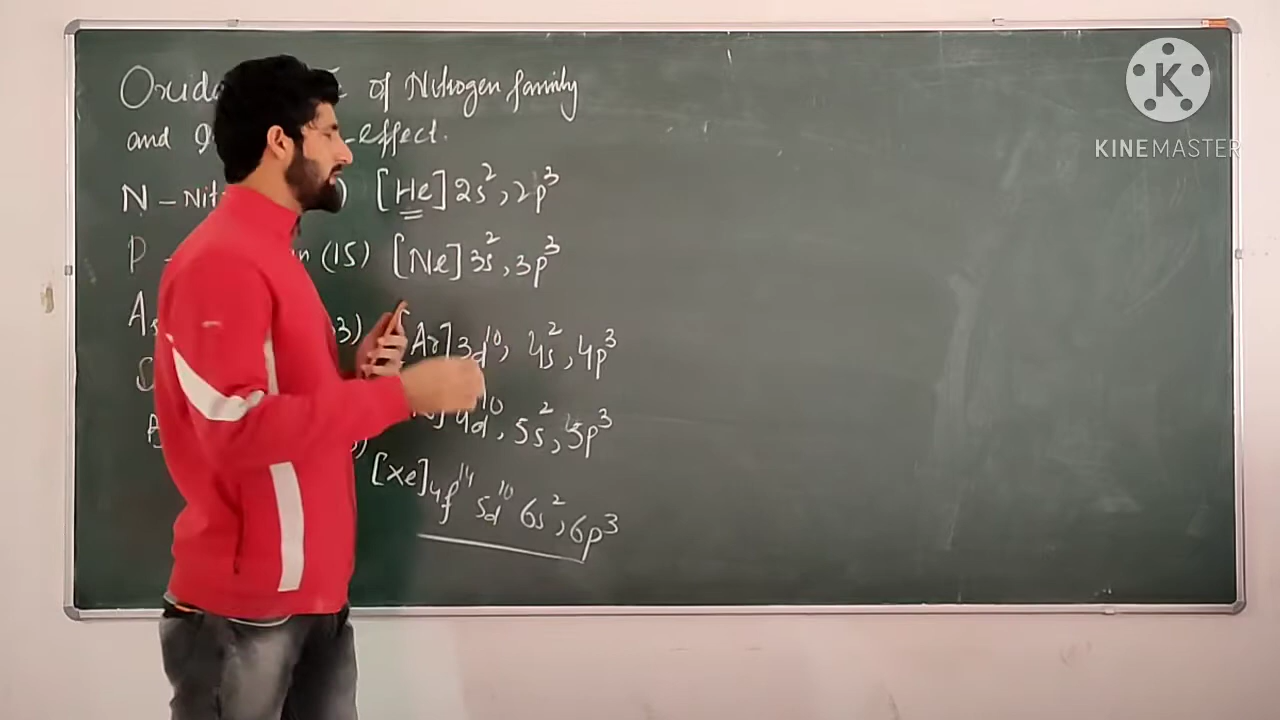 of Nitrogen family
and -effect.
N - Nit ) [He] 2s², 2p³
P - n (15) [Ne] 3s², 3p³
As 3) [Ar] 3d¹⁰, 4s², 4p³
4d¹⁰, 5s², 5p³
) [Xe] 4f¹⁴ 5d¹⁰ 6s², 6p³
K
KINEMASTER